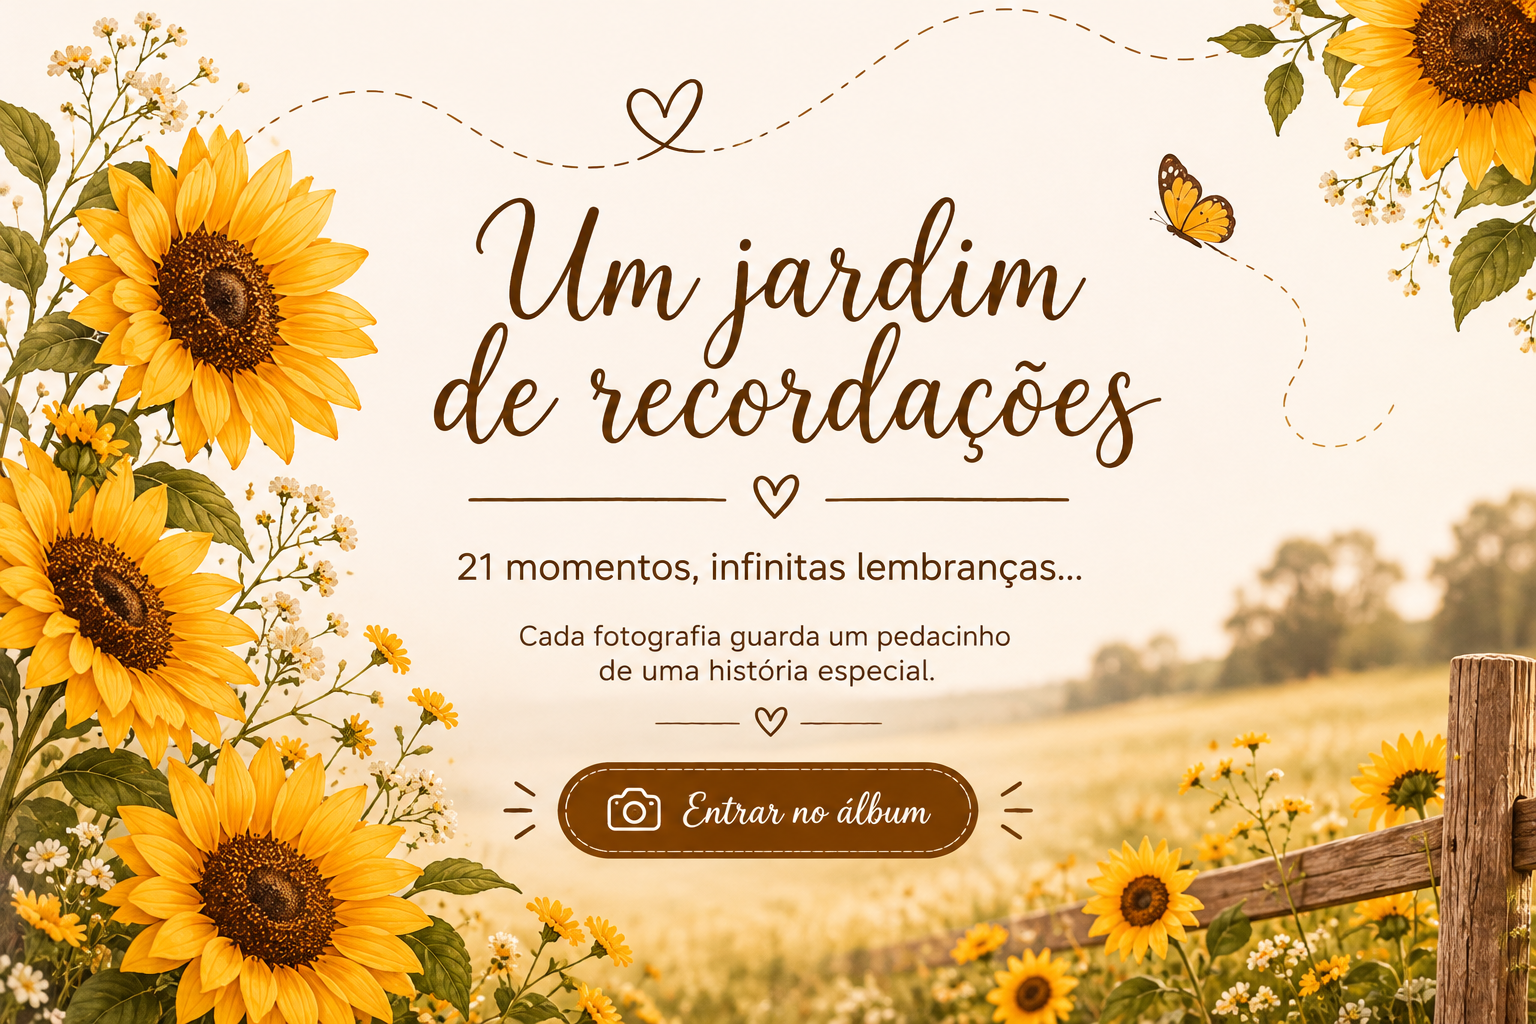 Um jardim
de recordações
21 momentos, infinitas lembranças...
Cada fotografia guarda um pedacinho
de uma história especial.
Entrar no álbum